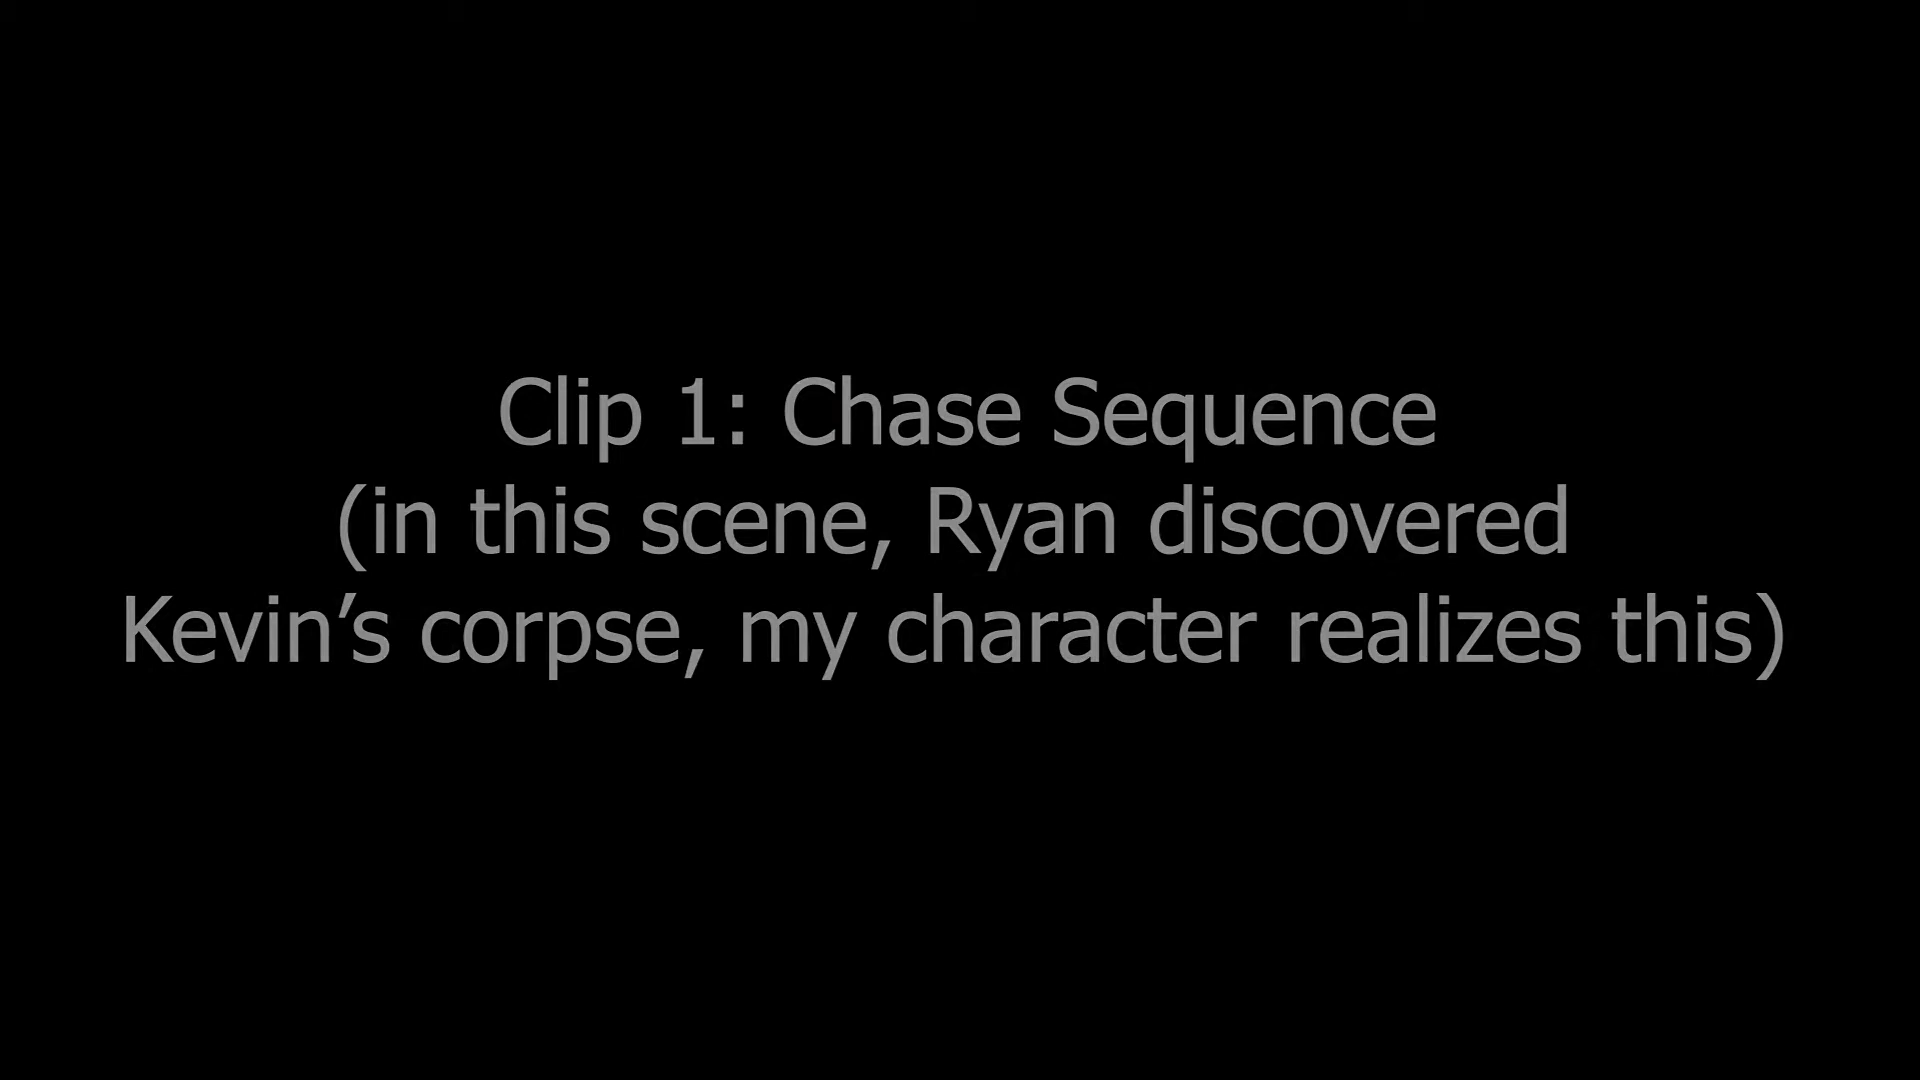 Clip 1: Chase Sequence
(in this scene, Ryan discovered
Kevin’s corpse, my character realizes this)